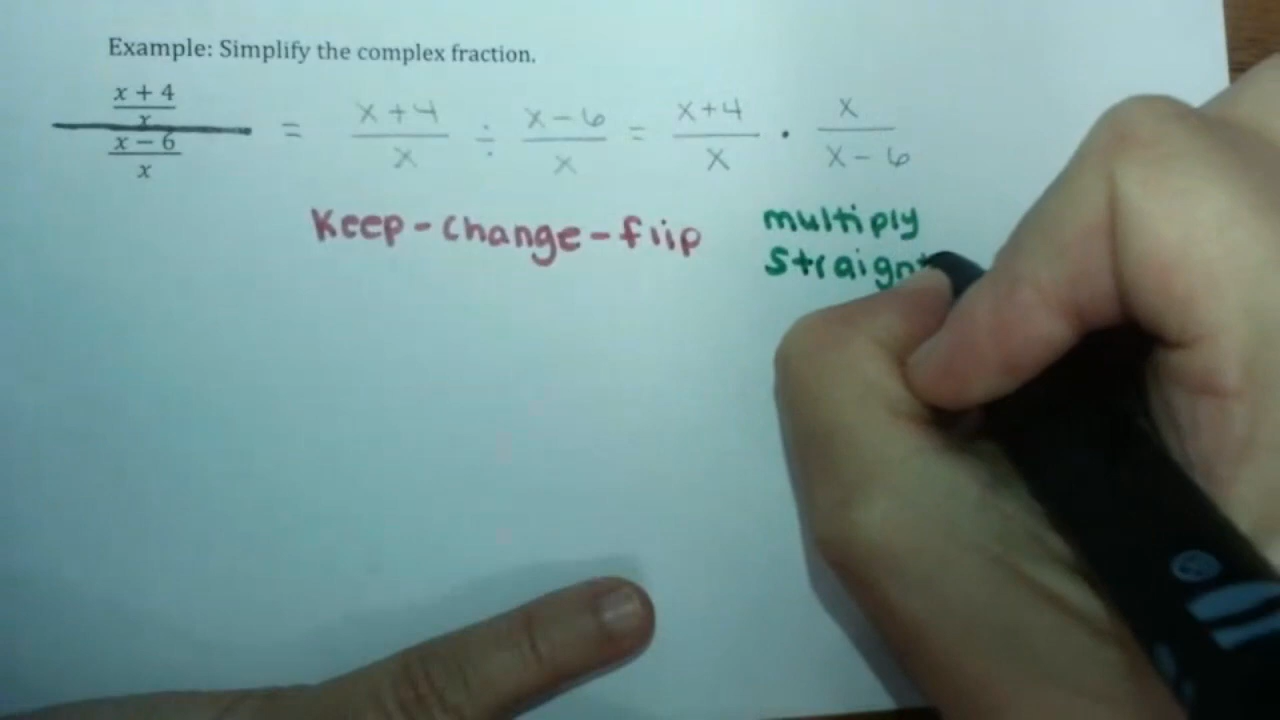 Example: Simplify the complex fraction.
x + 4
x
x − 6
x
= x+4 / x ÷ x-6 / x = x+4 / x · x / x-6
Keep-change-flip
multiply